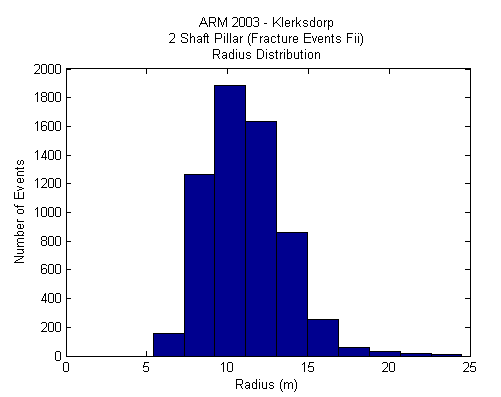 ARM 2003 - Klerksdorp
2 Shaft Pillar (Fracture Events Fii)
Radius Distribution
2000
1800
1600
1400
1200
1000
800
600
400
200
0
Number of Events
0 5 10 15 20 25
Radius (m)